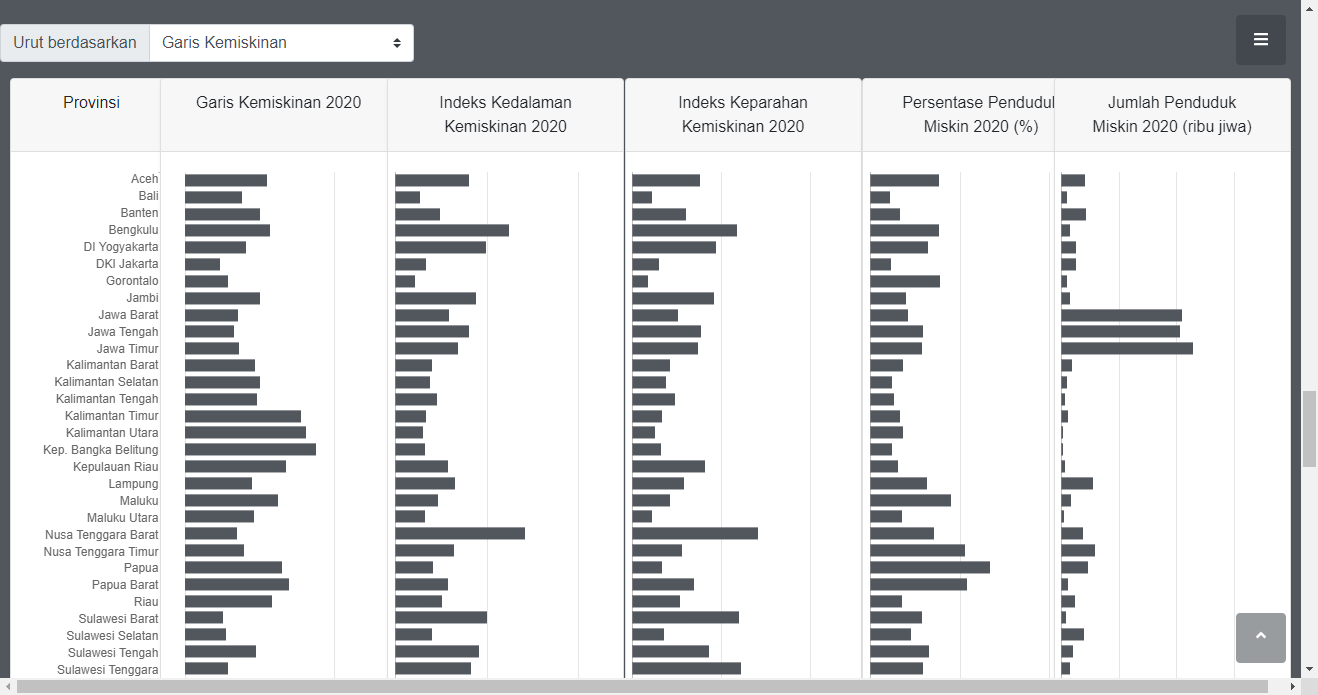 Urut berdasarkan Garis Kemiskinan
Provinsi
Garis Kemiskinan 2020
Indeks Kedalaman
Kemiskinan 2020
Indeks Keparahan
Kemiskinan 2020
Persentase Pendudul
Miskin 2020 (%)
Jumlah Penduduk
Miskin 2020 (ribu jiwa)
Aceh
Bali
Banten
Bengkulu
DI Yogyakarta
DKI Jakarta
Gorontalo
Jambi
Jawa Barat
Jawa Tengah
Jawa Timur
Kalimantan Barat
Kalimantan Selatan
Kalimantan Tengah
Kalimantan Timur
Kalimantan Utara
Kep. Bangka Belitung
Kepulauan Riau
Lampung
Maluku
Maluku Utara
Nusa Tenggara Barat
Nusa Tenggara Timur
Papua
Papua Barat
Riau
Sulawesi Barat
Sulawesi Selatan
Sulawesi Tengah
Sulawesi Tenggara